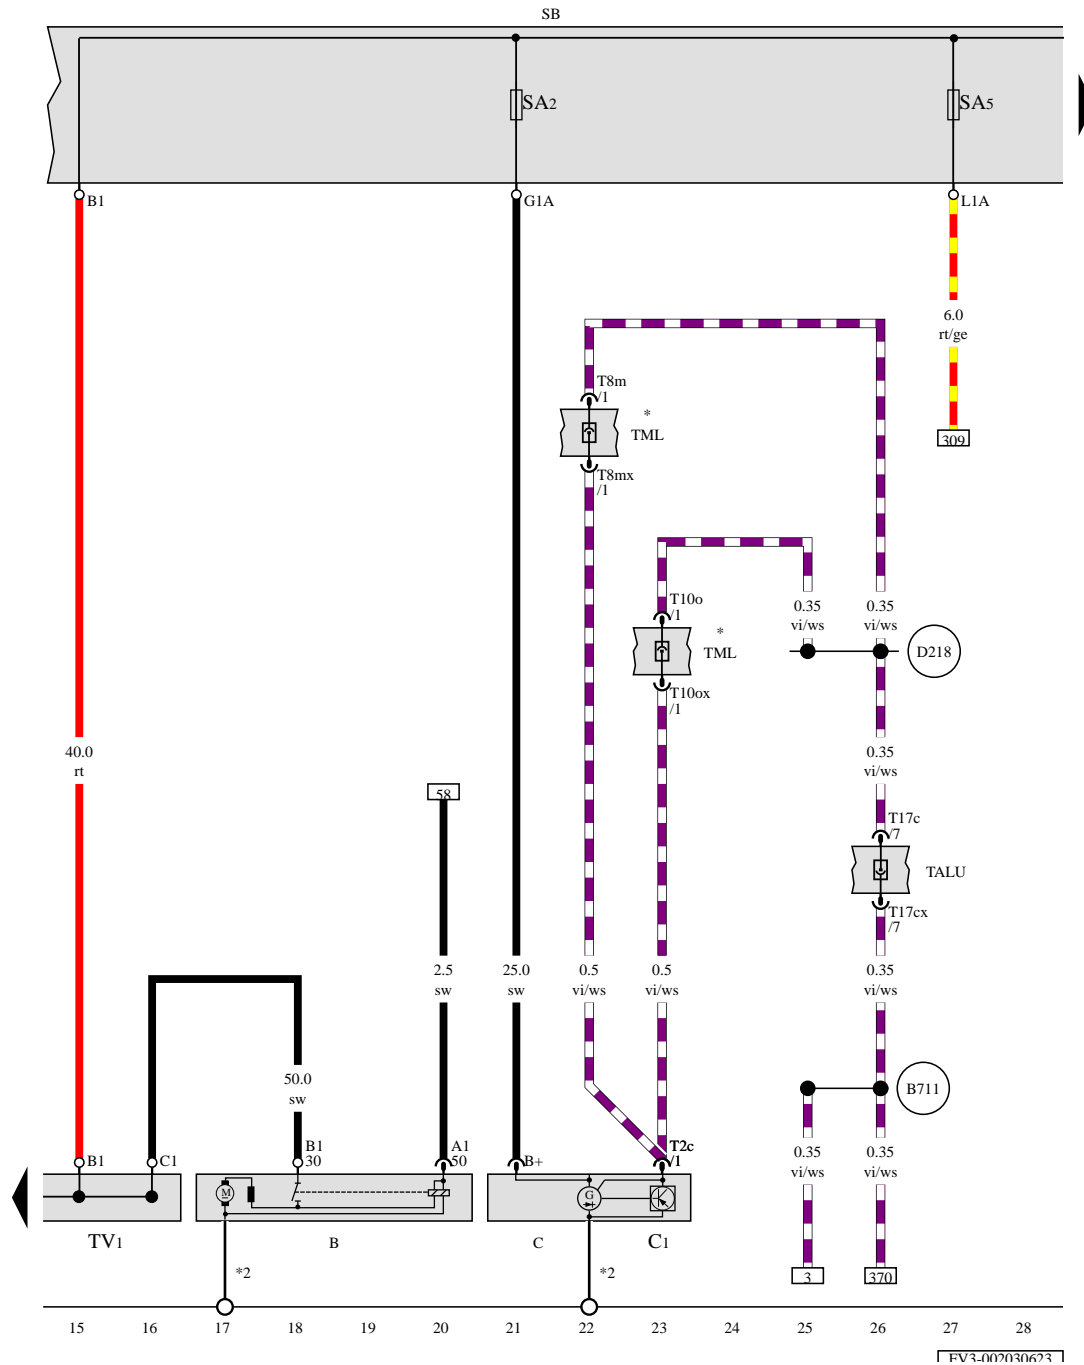 SB
SA2
SA5
B1
G1A
L1A
6.0
rt/ge
T8m
/1
*
TML
309
T8mx
/1
T10o
/1
*
TML
0.35
vi/ws
0.35
vi/ws
D218
T10ox
/1
40.0
rt
0.35
vi/ws
58
T17c
/7
TALU
T17cx
/7
2.5
sw
25.0
sw
0.5
vi/ws
0.5
vi/ws
0.35
vi/ws
50.0
sw
B711
B1
C1
B1
30
A1
50
B+
T2c
/1
0.35
vi/ws
0.35
vi/ws
M
G
TV1
B
C
C1
*2
*2
3
370
15 16 17 18 19 20 21 22 23 24 25 26 27 28
EV3-002030623